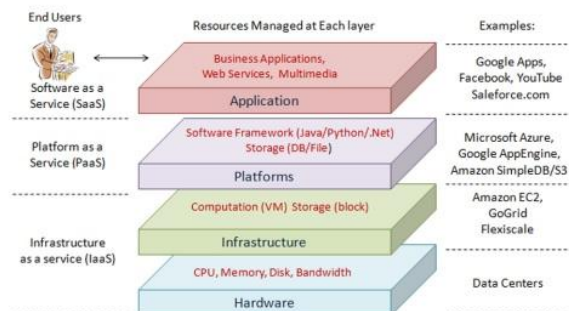 End Users
Resources Managed at Each layer
Examples:
Business Applications,
Web Services, Multimedia
Application
Software as a
Service (SaaS)
Google Apps,
Facebook, YouTube
Saleforce.com
Software Framework (Java/Python/.Net)
Storage (DB/File)
Platforms
Platform as a
Service (PaaS)
Microsoft Azure,
Google AppEngine,
Amazon SimpleDB/S3
Computation (VM) Storage (block)
Infrastructure
Amazon EC2,
GoGrid
Flexiscale
Infrastructure
as a service (IaaS)
CPU, Memory, Disk, Bandwidth
Hardware
Data Centers